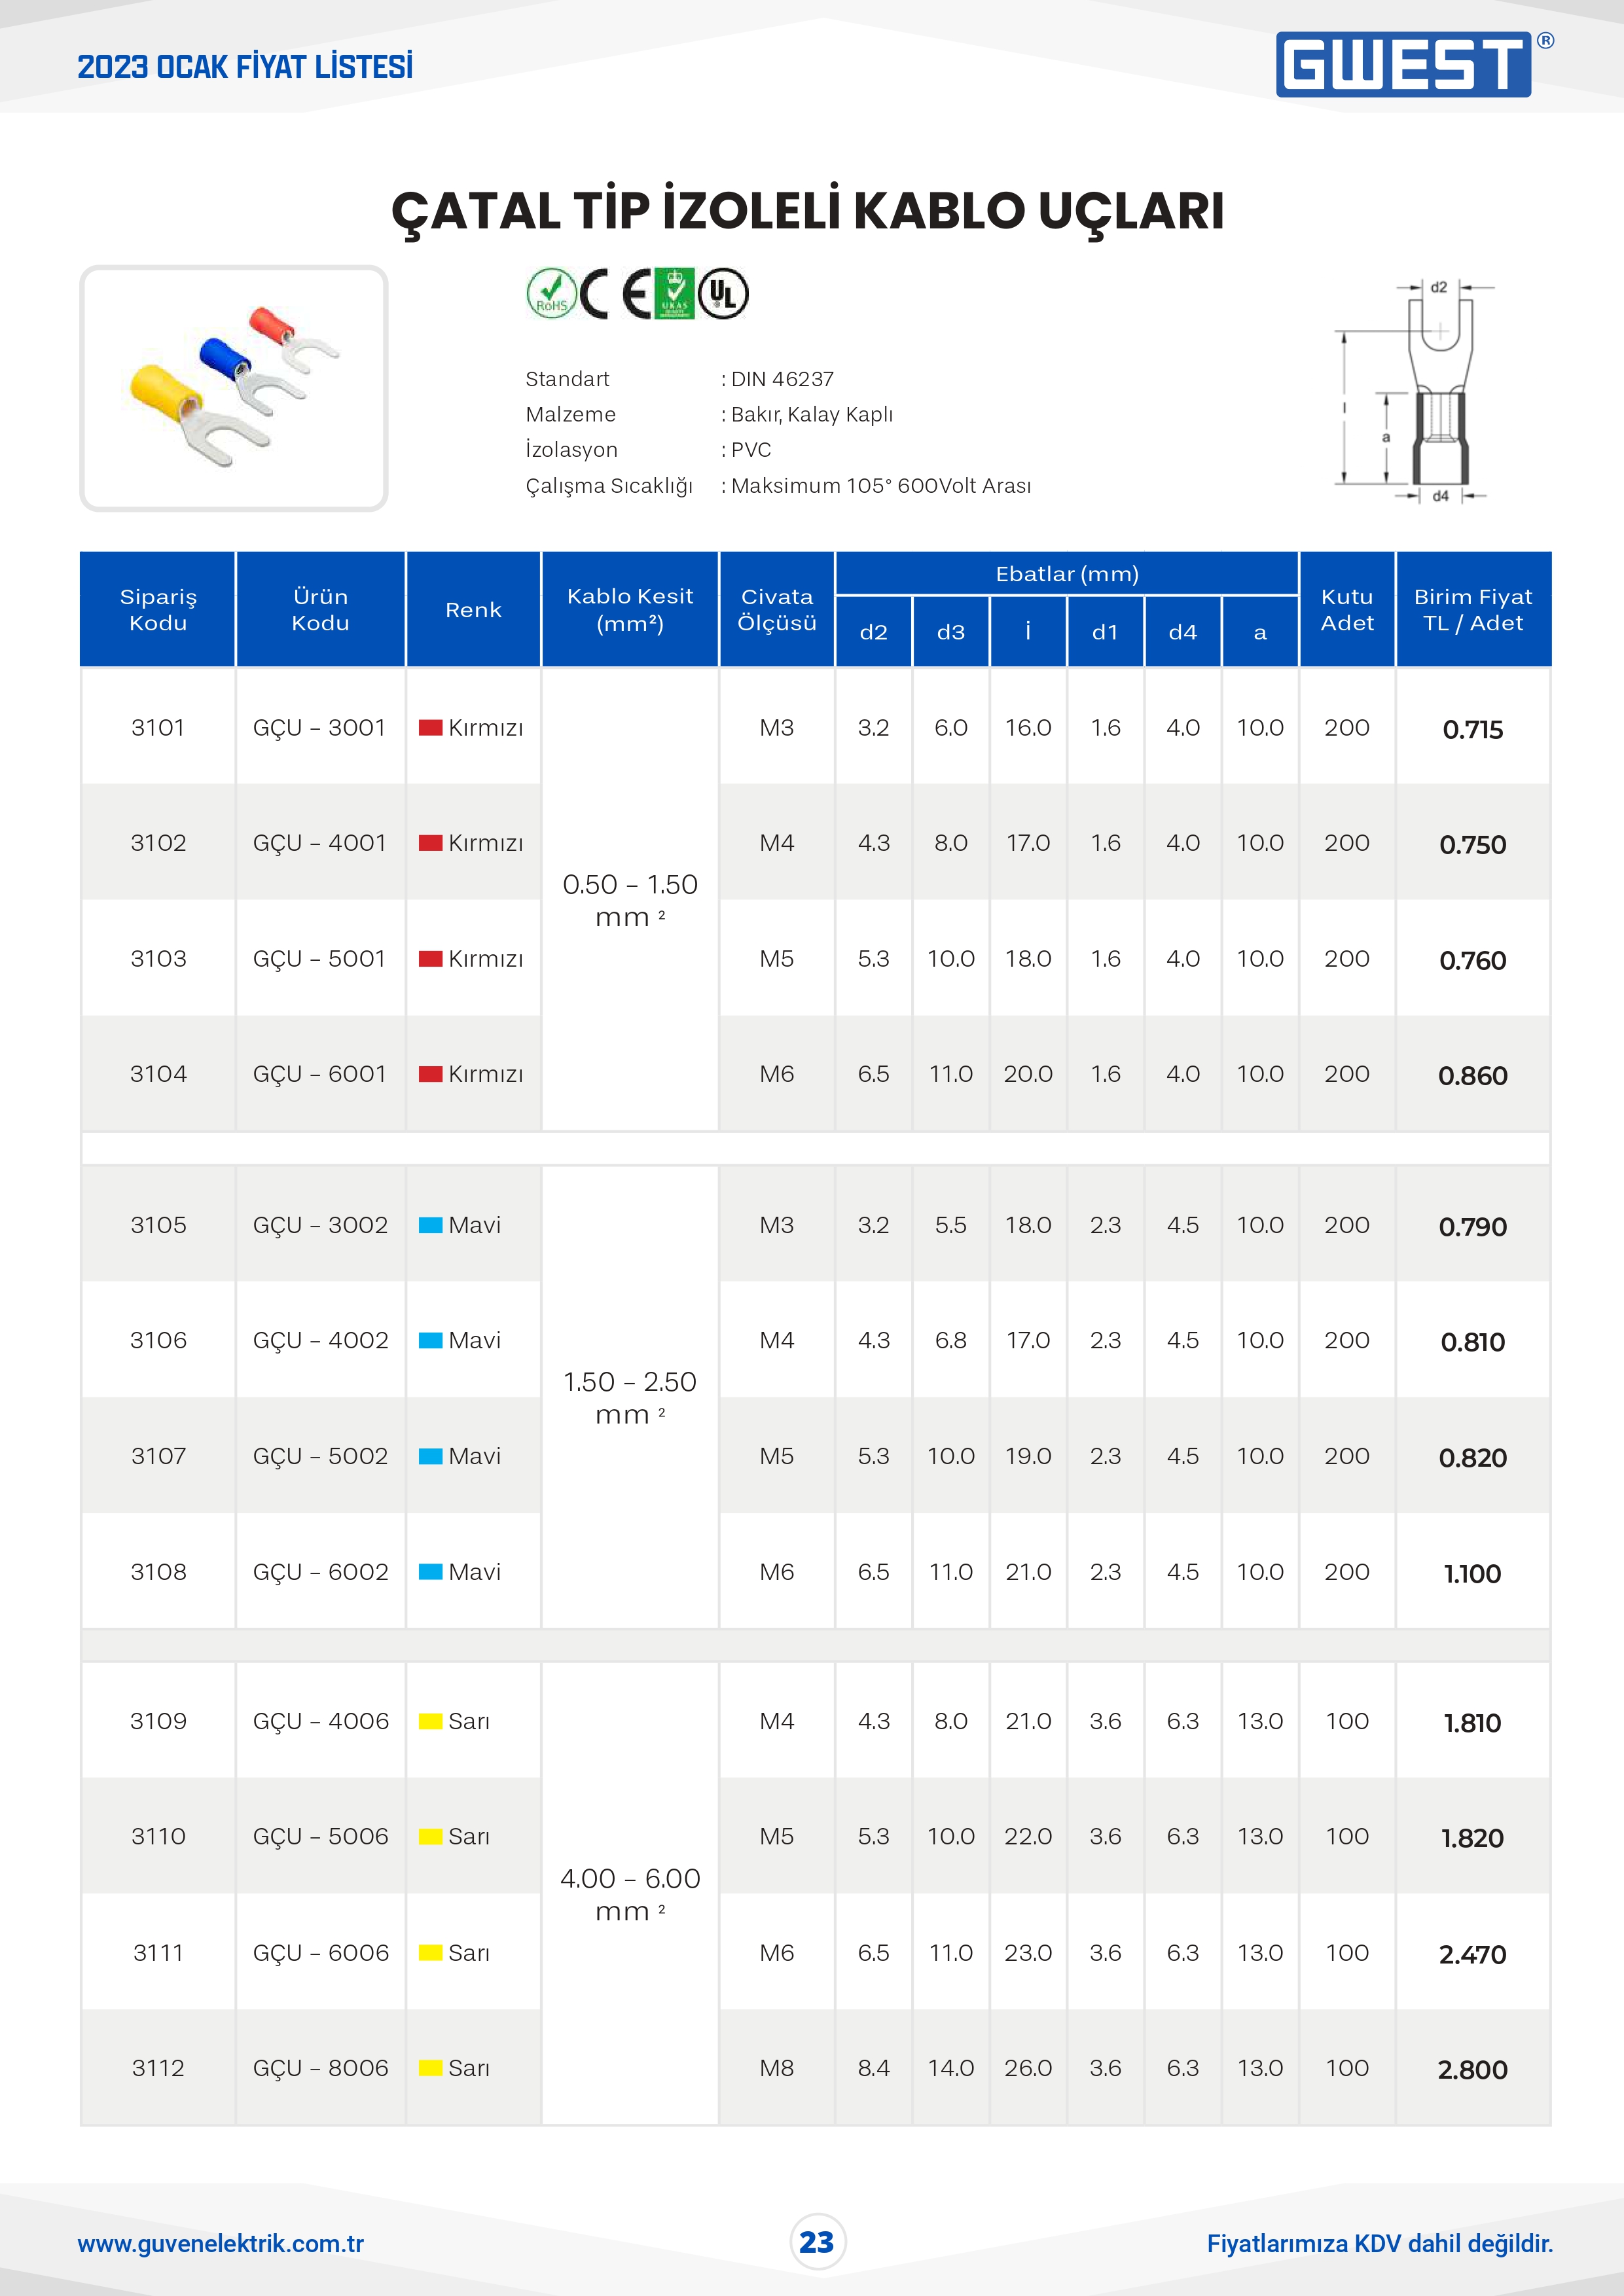 2023 OCAK FİYAT LİSTESİ
GWEST ®
ÇATAL TİP İZOLELİ KABLO UÇLARI
RoHS CE UKAS QUALITY MANAGEMENT UL
d2
l
a
d4
Standart : DIN 46237
Malzeme : Bakır, Kalay Kaplı
İzolasyon : PVC
Çalışma Sıcaklığı : Maksimum 105° 600Volt Arası
Sipariş Kodu Ürün Kodu Renk Kablo Kesit (mm²) Civata Ölçüsü Ebatlar (mm) Kutu Adet Birim Fiyat TL / Adet
d2 d3 İ d1 d4 a
3101 GÇU – 3001 Kırmızı M3 3.2 6.0 16.0 1.6 4.0 10.0 200 0.715
3102 GÇU – 4001 Kırmızı M4 4.3 8.0 17.0 1.6 4.0 10.0 200 0.750
0.50 – 1.50
mm ²
3103 GÇU – 5001 Kırmızı M5 5.3 10.0 18.0 1.6 4.0 10.0 200 0.760
3104 GÇU – 6001 Kırmızı M6 6.5 11.0 20.0 1.6 4.0 10.0 200 0.860
3105 GÇU – 3002 Mavi M3 3.2 5.5 18.0 2.3 4.5 10.0 200 0.790
3106 GÇU – 4002 Mavi M4 4.3 6.8 17.0 2.3 4.5 10.0 200 0.810
1.50 – 2.50
mm ²
3107 GÇU – 5002 Mavi M5 5.3 10.0 19.0 2.3 4.5 10.0 200 0.820
3108 GÇU – 6002 Mavi M6 6.5 11.0 21.0 2.3 4.5 10.0 200 1.100
3109 GÇU – 4006 Sarı M4 4.3 8.0 21.0 3.6 6.3 13.0 100 1.810
3110 GÇU – 5006 Sarı M5 5.3 10.0 22.0 3.6 6.3 13.0 100 1.820
4.00 – 6.00
mm ²
3111 GÇU – 6006 Sarı M6 6.5 11.0 23.0 3.6 6.3 13.0 100 2.470
3112 GÇU – 8006 Sarı M8 8.4 14.0 26.0 3.6 6.3 13.0 100 2.800
www.guvenelektrik.com.tr
23
Fiyatlarımıza KDV dahil değildir.